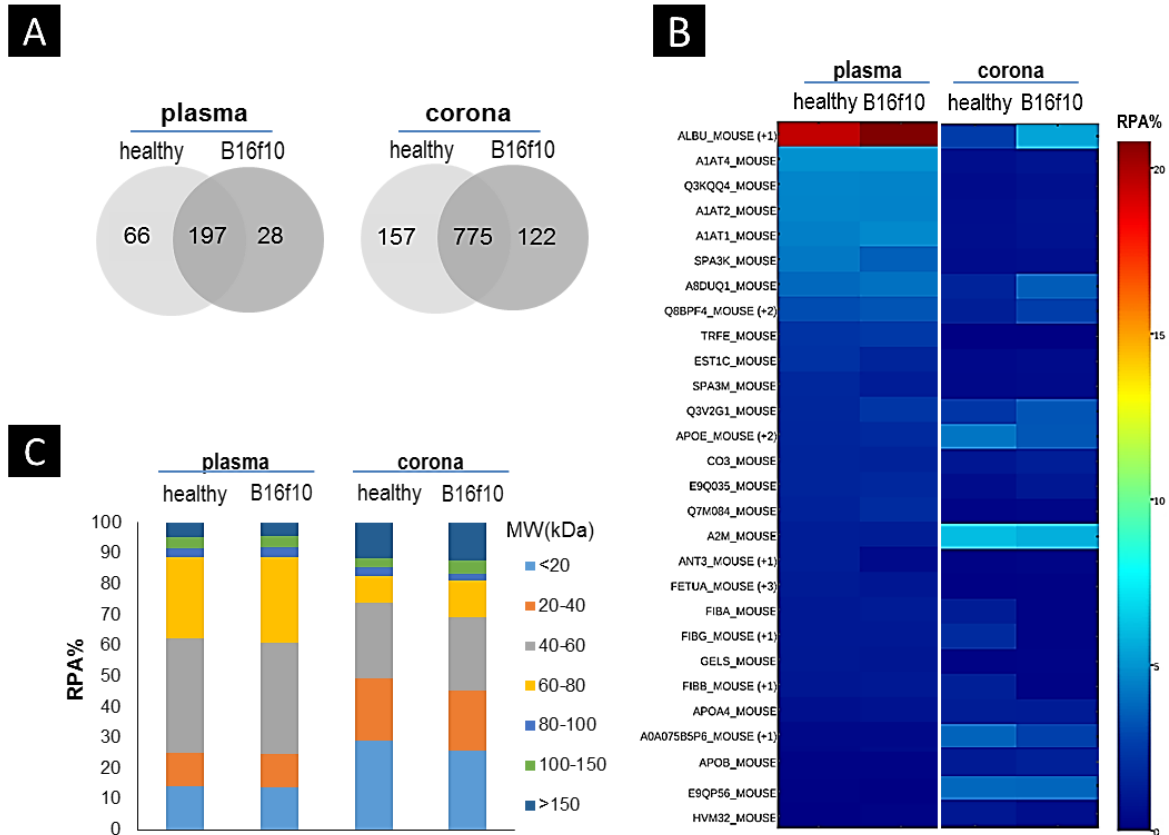 A
plasma
healthy B16f10
66 197 28
corona
healthy B16f10
157 775 122
B
plasma corona
healthy B16f10 healthy B16f10
RPA%
ALBU_MOUSE (+1)
A1AT4_MOUSE
Q3KQQ4_MOUSE
A1AT2_MOUSE
A1AT1_MOUSE
SPA3K_MOUSE
A8DUQ1_MOUSE
Q8BPF4_MOUSE (+2)
TRFE_MOUSE
EST1C_MOUSE
SPA3M_MOUSE
Q3V2G1_MOUSE
APOE_MOUSE (+2)
CO3_MOUSE
E9Q035_MOUSE
Q7M084_MOUSE
A2M_MOUSE
ANT3_MOUSE (+1)
FETUA_MOUSE (+3)
FIBA_MOUSE
FIBG_MOUSE (+1)
GELS_MOUSE
FIBB_MOUSE (+1)
APOA4_MOUSE
A0A075B5P6_MOUSE (+1)
APOB_MOUSE
E9QP56_MOUSE
HVM32_MOUSE
20
15
10
5
0
C
plasma corona
healthy B16f10 healthy B16f10
RPA%
100
90
80
70
60
50
40
30
20
10
0
MW(kDa)
<20
20-40
40-60
60-80
80-100
100-150
>150